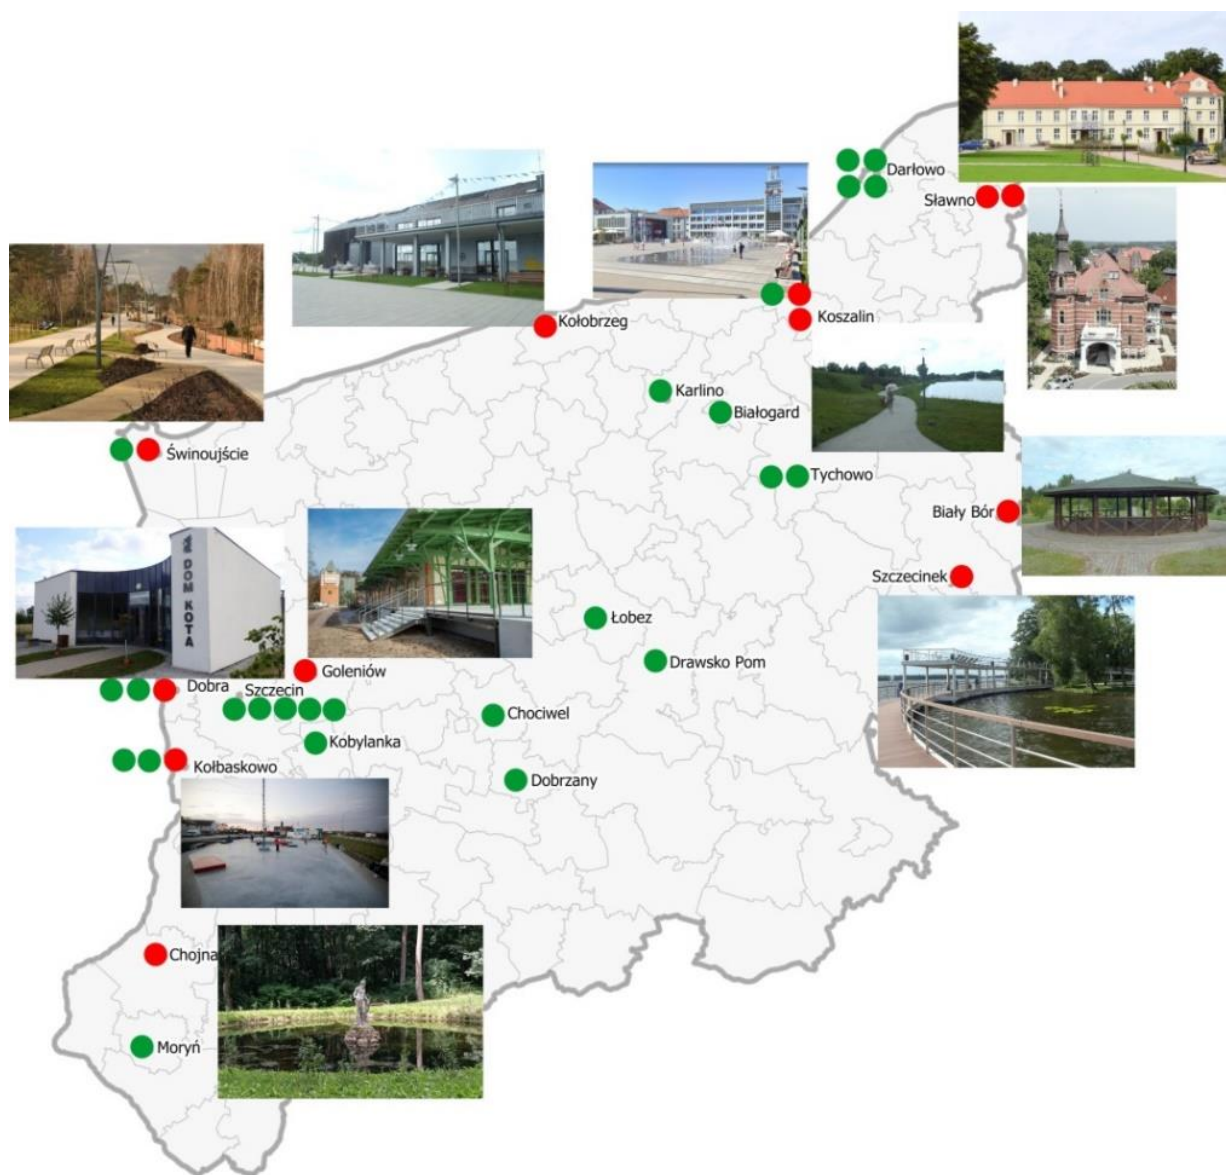 Darłowo
Sławno
Kołobrzeg
Koszalin
Karlino
Białogard
Świnoujście
Tychowo
Biały Bór
DOM KOTA
Szczecinek
Łobez
Drawsko Pom
Goleniów
Dobra
Szczecin
Chociwel
Kobylanka
Kołbaskowo
Dobrzany
Chojna
Moryń